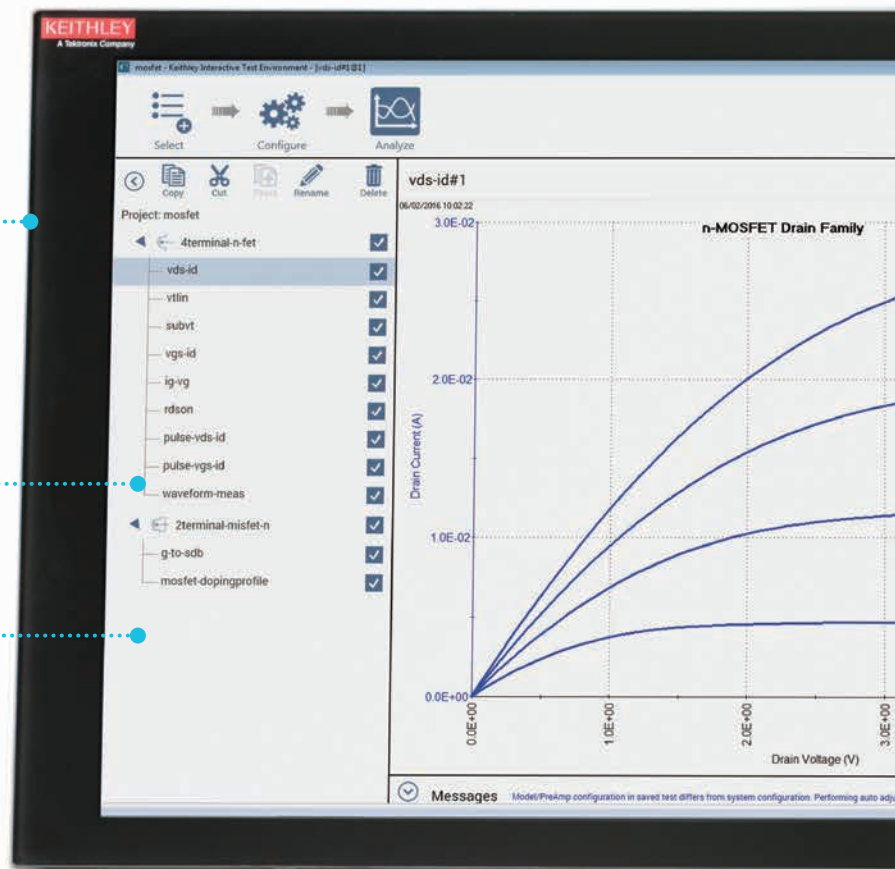 KEITHLEY
A Tektronix Company
mosfet - Keithley Interactive Test Environment - [vds-id#1@1]
Select
Configure
Analyze
Copy
Cut
Paste
Rename
Delete
Project: mosfet
4terminal-n-fet
vds-id
vtlin
subvt
vgs-id
ig-vg
rdson
pulse-vds-id
pulse-vgs-id
waveform-meas
2terminal-misfet-n
g-to-sdb
mosfet-dopingprofile
vds-id#1
06/02/2016 10:02:22
n-MOSFET Drain Family
3.0E-02
2.0E-02
1.0E-02
0.0E+00
Drain Current (A)
0.0E+00
1.0E+00
2.0E+00
3.0E+00
Drain Voltage (V)
Messages
Model/PreAmp configuration in saved test differs from system configuration. Performing auto adj